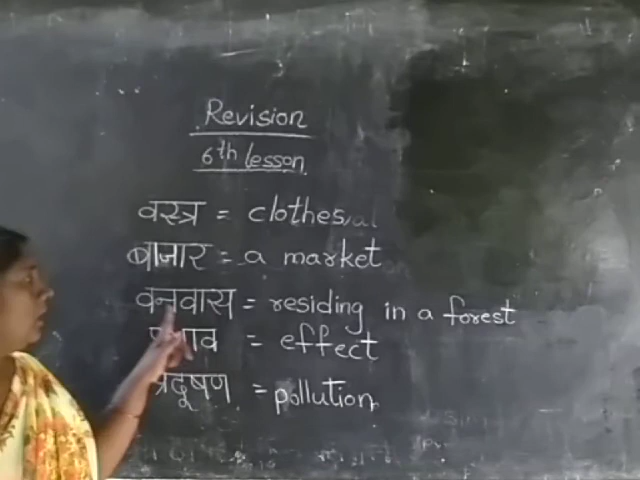 Revision
6th lesson
वस्त्र = clothes
बाजार = a market
वनवास = residing in a forest
= effect
प्रदूषण = pollution